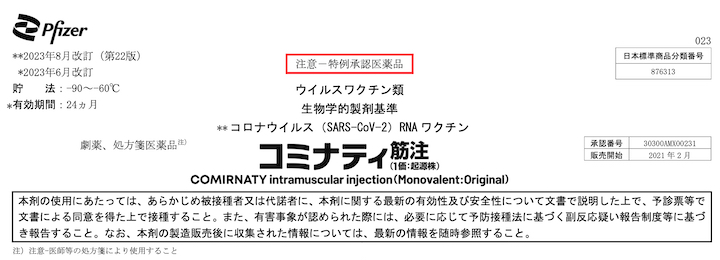 Pfizer
023
**2023年8月改訂（第22版）
*2023年6月改訂
貯　　法：-90～-60℃
*有効期間：24ヵ月
注意－特例承認医薬品
ウイルスワクチン類
生物学的製剤基準
**コロナウイルス（SARS-CoV-2）RNAワクチン
日本標準商品分類番号
876313
劇薬、処方箋医薬品注）
コミナティ筋注
（1価：起源株）
COMIRNATY intramuscular injection(Monovalent:Original)
承認番号 30300AMX00231
販売開始 2021年2月
本剤の使用にあたっては、あらかじめ被接種者又は代諾者に、本剤に関する最新の有効性及び安全性について文書で説明した上で、予診票等で
文書による同意を得た上で接種すること。また、有害事象が認められた際には、必要に応じて予防接種法に基づく副反応疑い報告制度等に基づ
き報告すること。なお、本剤の製造販売後に収集された情報については、最新の情報を随時参照すること。
注）注意-医師等の処方箋により使用すること